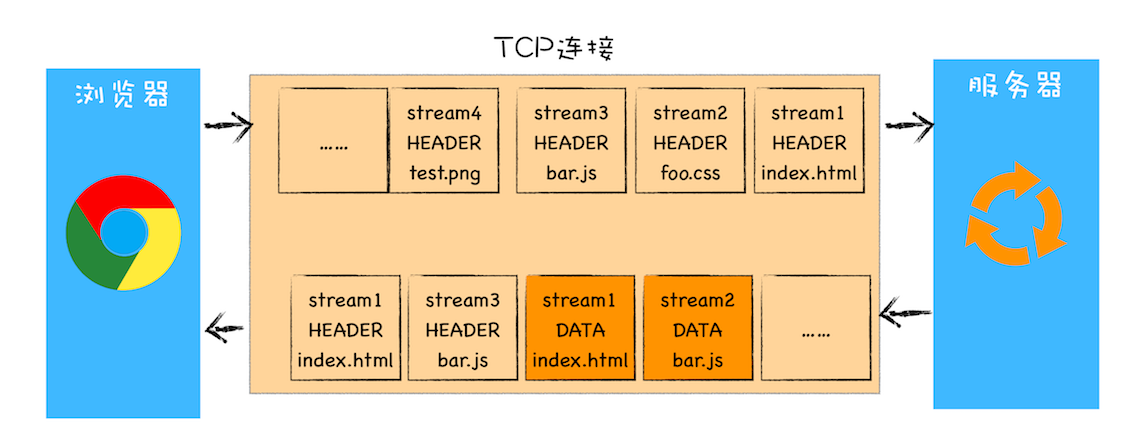 TCP连接
浏览器
服务器
……
stream4
HEADER
test.png
stream3
HEADER
bar.js
stream2
HEADER
foo.css
stream1
HEADER
index.html
stream1
HEADER
index.html
stream3
HEADER
bar.js
stream1
DATA
index.html
stream2
DATA
bar.js
……